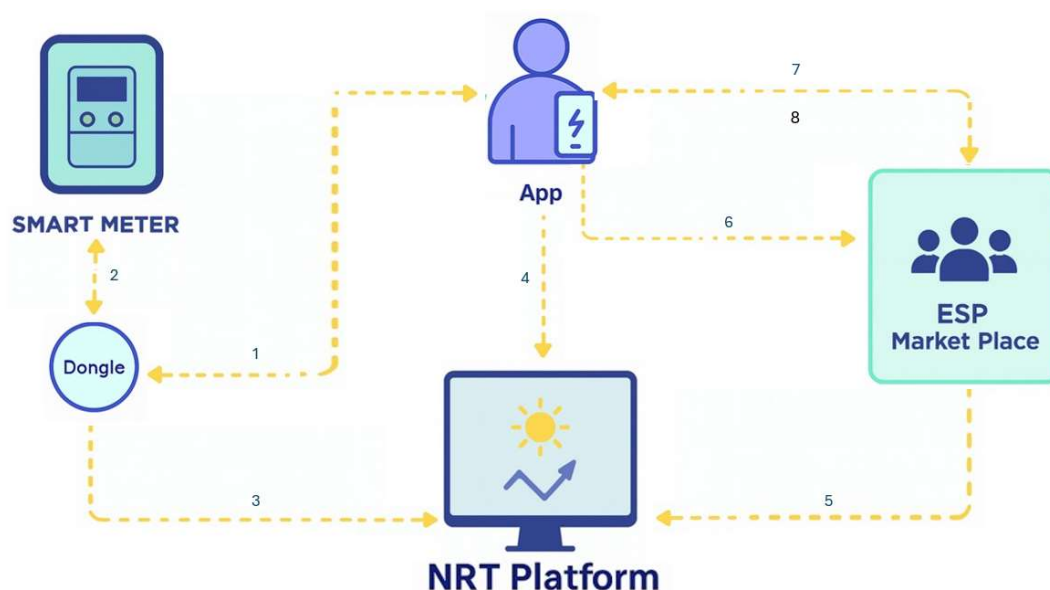 7
8
App
SMART METER
6
2
4
ESP
Market Place
1
Dongle
3
5
NRT Platform